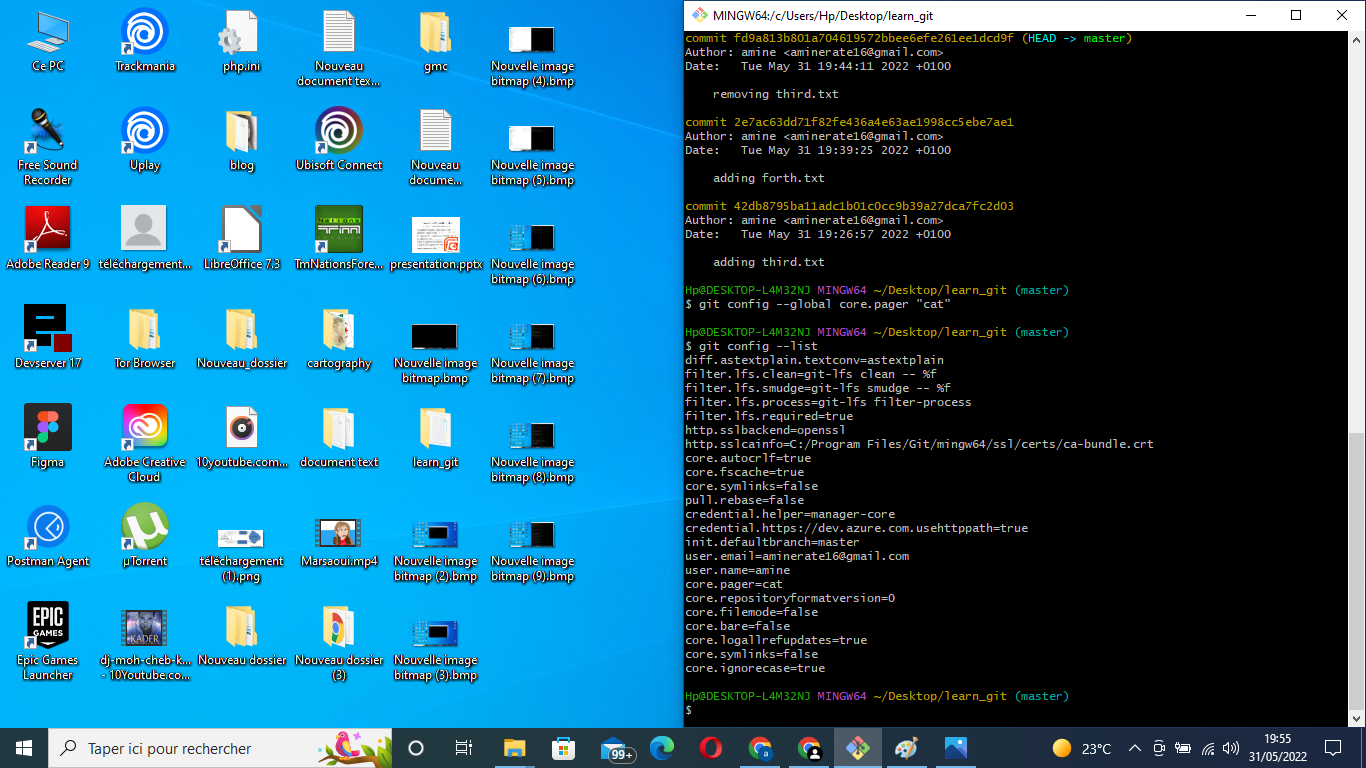 Ce PC
Trackmania
php.ini
Nouveau
document tex...
gmc
Nouvelle image
bitmap (4).bmp
Free Sound
Recorder
Uplay
blog
Ubisoft Connect
Nouveau
docume...
Nouvelle image
bitmap (5).bmp
Adobe Reader 9
téléchargement...
LibreOffice 7.3
TmNationsFore...
presentation.pptx
Nouvelle image
bitmap (6).bmp
Devserver 17
Tor Browser
Nouveau_dossier
cartography
Nouvelle image
bitmap.bmp
Nouvelle image
bitmap (7).bmp
Figma
Adobe Creative
Cloud
10youtube.com...
document text
learn_git
Nouvelle image
bitmap (8).bmp
Postman Agent
µTorrent
téléchargement
(1).png
Marsaoui.mp4
Nouvelle image
bitmap (2).bmp
Nouvelle image
bitmap (9).bmp
EPIC
GAMES
Epic Games
Launcher
KADER
dj-moh-cheb-k...
- 10Youtube.co...
Nouveau dossier
Nouveau dossier
(3)
Nouvelle image
bitmap (3).bmp
MINGW64:/c/Users/Hp/Desktop/learn_git
commit fd9a813b801a704619572bbee6efe261ee1dcd9f (HEAD -> master)
Author: amine <aminerate16@gmail.com>
Date:   Tue May 31 19:44:11 2022 +0100
removing third.txt
commit 2e7ac63dd71f82fe436a4e63ae1998cc5ebe7ae1
Author: amine <aminerate16@gmail.com>
Date:   Tue May 31 19:39:25 2022 +0100
adding forth.txt
commit 42db8795ba11adc1b01c0cc9b39a27dca7fc2d03
Author: amine <aminerate16@gmail.com>
Date:   Tue May 31 19:26:57 2022 +0100
adding third.txt
Hp@DESKTOP-L4M32NJ MINGW64 ~/Desktop/learn_git (master)
$ git config --global core.pager "cat"
Hp@DESKTOP-L4M32NJ MINGW64 ~/Desktop/learn_git (master)
$ git config --list
diff.astextplain.textconv=astextplain
filter.lfs.clean=git-lfs clean -- %f
filter.lfs.smudge=git-lfs smudge -- %f
filter.lfs.process=git-lfs filter-process
filter.lfs.required=true
http.sslbackend=openssl
http.sslcainfo=C:/Program Files/Git/mingw64/ssl/certs/ca-bundle.crt
core.autocrlf=true
core.fscache=true
core.symlinks=false
pull.rebase=false
credential.helper=manager-core
credential.https://dev.azure.com.usehttppath=true
init.defaultbranch=master
user.email=aminerate16@gmail.com
user.name=amine
core.pager=cat
core.repositoryformatversion=0
core.filemode=false
core.bare=false
core.logallrefupdates=true
core.symlinks=false
core.ignorecase=true
Hp@DESKTOP-L4M32NJ MINGW64 ~/Desktop/learn_git (master)
$
Taper ici pour rechercher
99+
a
23°C
19:55
31/05/2022